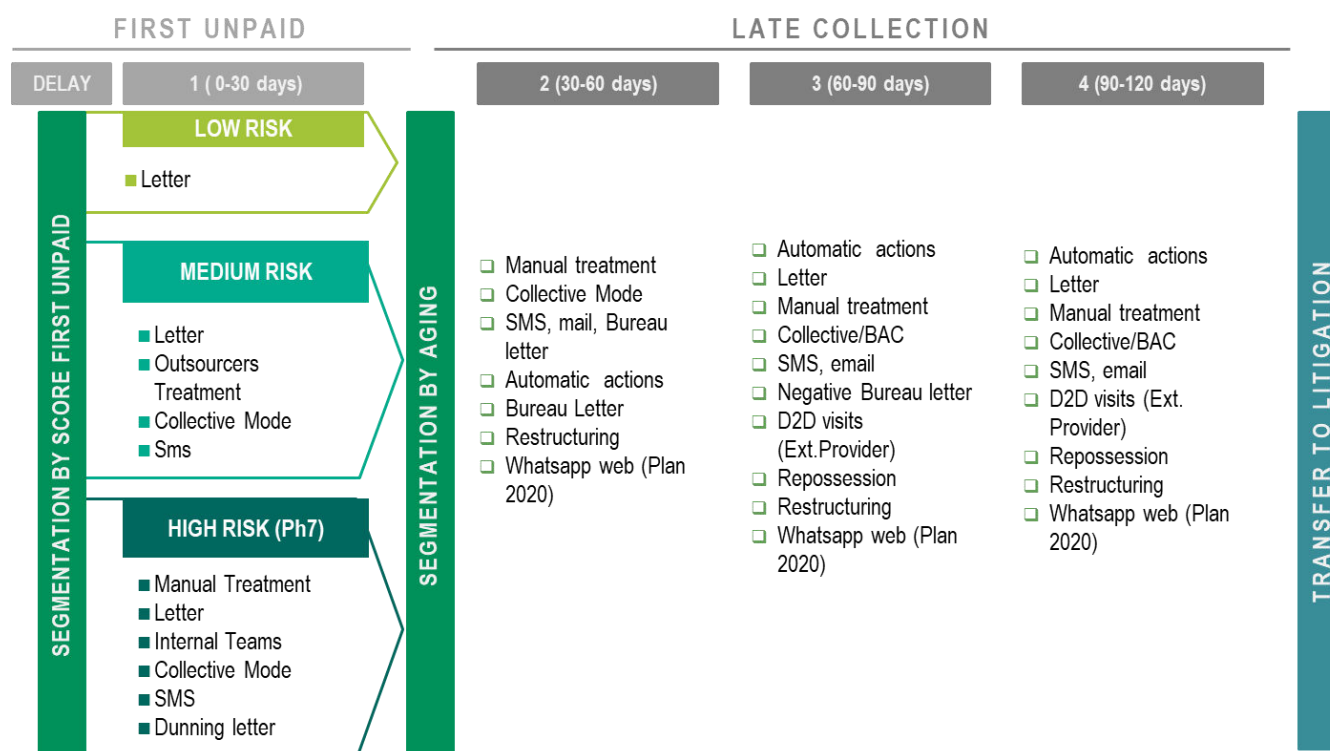 FIRST UNPAID
LATE COLLECTION
DELAY
1 ( 0-30 days)
2 (30-60 days)
3 (60-90 days)
4 (90-120 days)
SEGMENTATION BY SCORE FIRST UNPAID
LOW RISK
Letter
MEDIUM RISK
Letter
Outsourcers
Treatment
Collective Mode
Sms
HIGH RISK (Ph7)
Manual Treatment
Letter
Internal Teams
Collective Mode
SMS
Dunning letter
SEGMENTATION BY AGING
Manual treatment
Collective Mode
SMS, mail, Bureau
letter
Automatic actions
Bureau Letter
Restructuring
Whatsapp web (Plan
2020)
Automatic actions
Letter
Manual treatment
Collective/BAC
SMS, email
Negative Bureau letter
D2D visits
(Ext.Provider)
Repossession
Restructuring
Whatsapp web (Plan
2020)
Automatic actions
Letter
Manual treatment
Collective/BAC
SMS, email
D2D visits (Ext.
Provider)
Repossession
Restructuring
Whatsapp web (Plan
2020)
TRANSFER TO LITIGATION